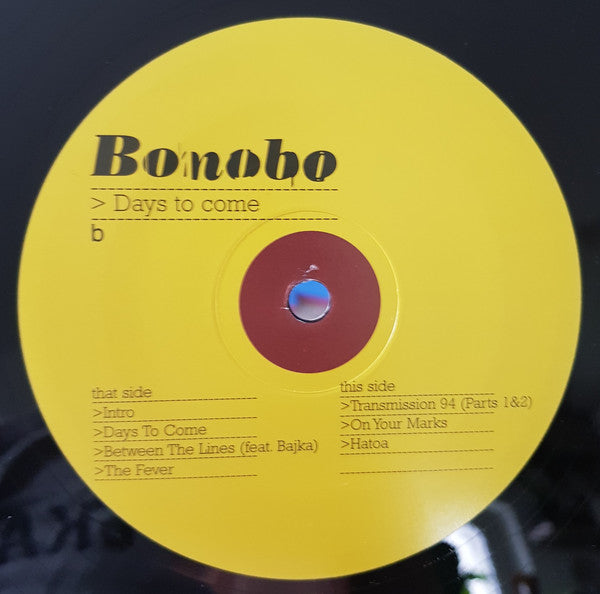 Bonobo
> Days to come
b
that side
>Intro
>Days To Come
>Between The Lines (feat. Bajka)
>The Fever
this side
>Transmission 94 (Parts 1&2)
>On Your Marks
>Hatoa